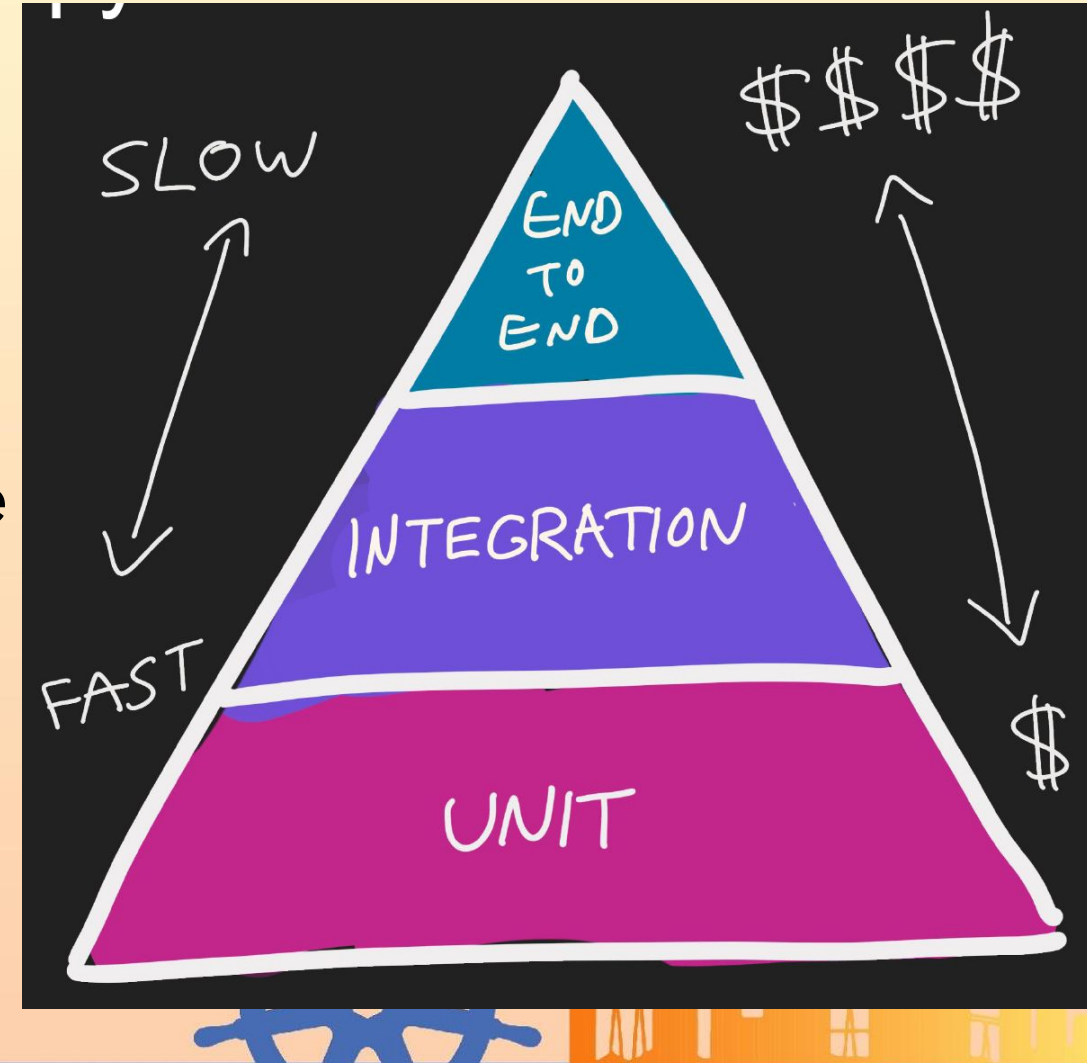 SLOW
$$$$
END
TO
END
INTEGRATION
FAST
$
UNIT